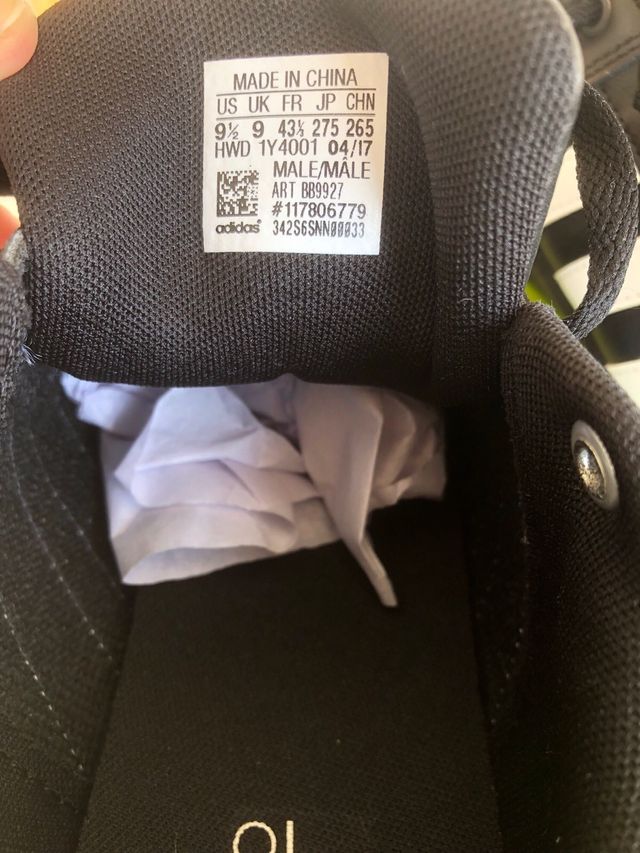 MADE IN CHINA
US UK FR JP CHN
9½ 9 43⅓ 275 265
HWD 1Y4001 04/17
MALE/MÂLE
ART BB9927
#117806779
adidas® 342S6SNN00033